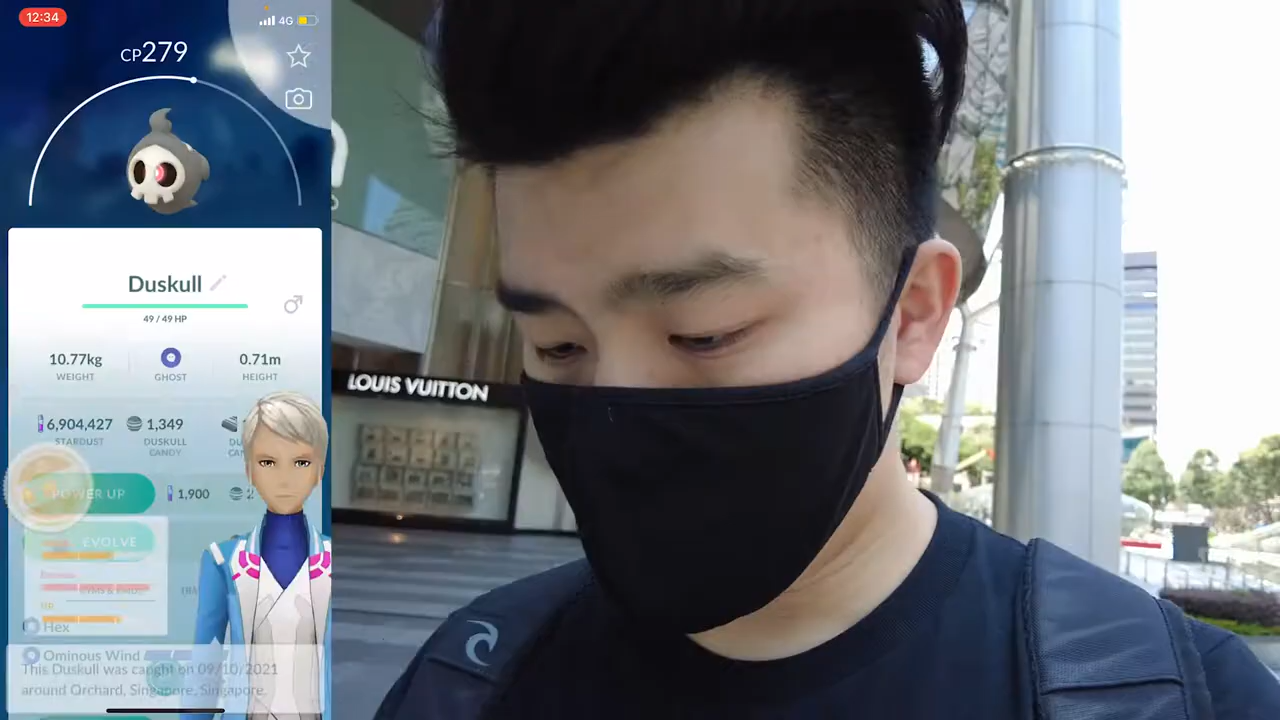 12:34
4G
CP279
Duskull
49 / 49 HP
10.77kg
WEIGHT
GHOST
0.71m
HEIGHT
6,904,427
STARDUST
1,349
DUSKULL
CANDY
POWER UP
1,900
EVOLVE
HP
Hex
Ominous Wind
This Duskull was caught on 09/10/2021
around Orchard, Singapore, Singapore.
LOUIS VUITTON